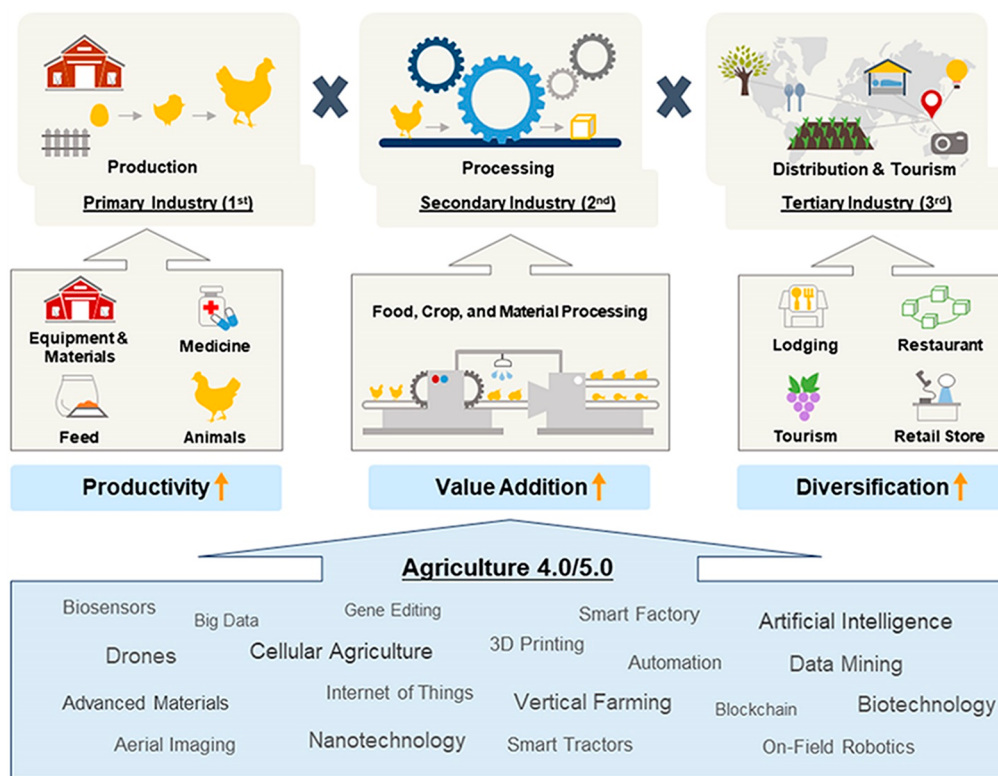 Production
Primary Industry (1st)
Processing
Secondary Industry (2nd)
Distribution & Tourism
Tertiary Industry (3rd)
Equipment &
Materials
Medicine
Feed
Animals
Food, Crop, and Material Processing
Lodging
Restaurant
Tourism
Retail Store
Productivity
Value Addition
Diversification
Agriculture 4.0/5.0
Biosensors
Big Data
Gene Editing
Smart Factory
Artificial Intelligence
Drones
Cellular Agriculture
3D Printing
Automation
Data Mining
Advanced Materials
Internet of Things
Vertical Farming
Blockchain
Biotechnology
Aerial Imaging
Nanotechnology
Smart Tractors
On-Field Robotics